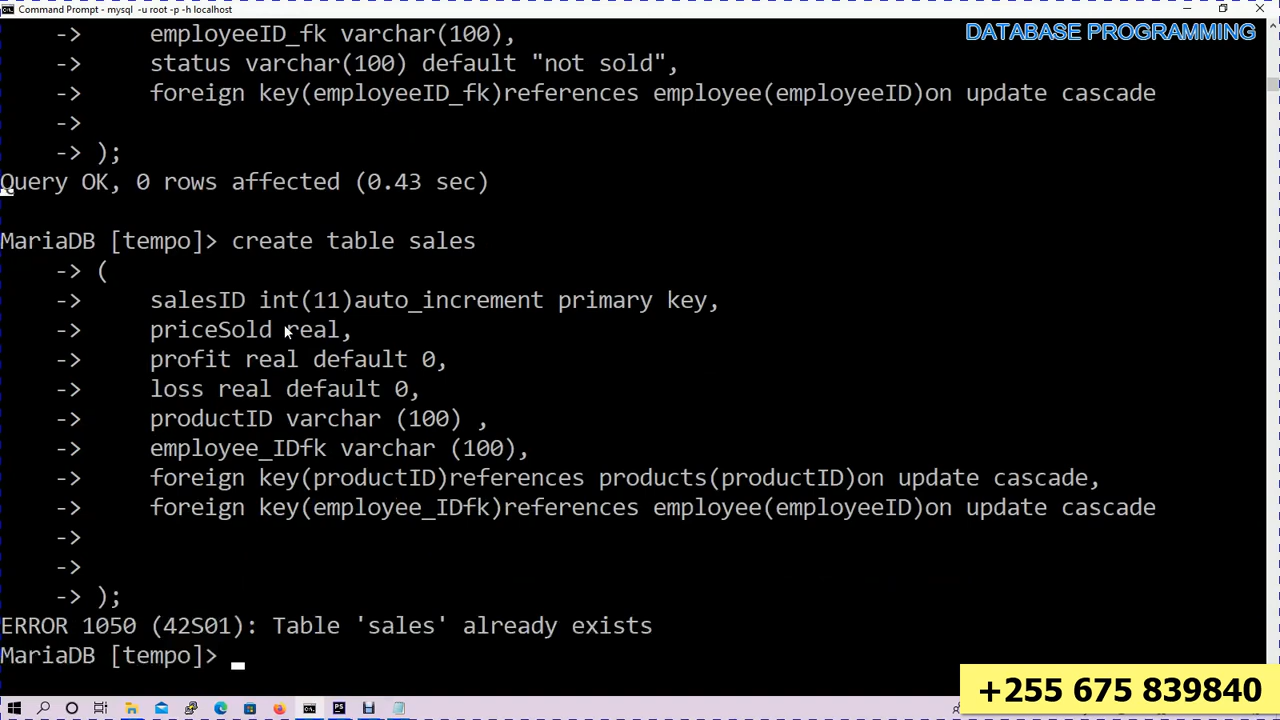 Command Prompt - mysql -u root -p -h localhost
DATABASE PROGRAMMING
-> employeeID_fk varchar(100),
-> status varchar(100) default "not sold",
-> foreign key(employeeID_fk)references employee(employeeID)on update cascade
->
-> );
Query OK, 0 rows affected (0.43 sec)
MariaDB [tempo]> create table sales
-> (
-> salesID int(11)auto_increment primary key,
-> priceSold real,
-> profit real default 0,
-> loss real default 0,
-> productID varchar (100) ,
-> employee_IDfk varchar (100),
-> foreign key(productID)references products(productID)on update cascade,
-> foreign key(employee_IDfk)references employee(employeeID)on update cascade
->
->
-> );
ERROR 1050 (42S01): Table 'sales' already exists
MariaDB [tempo]>
+255 675 839840